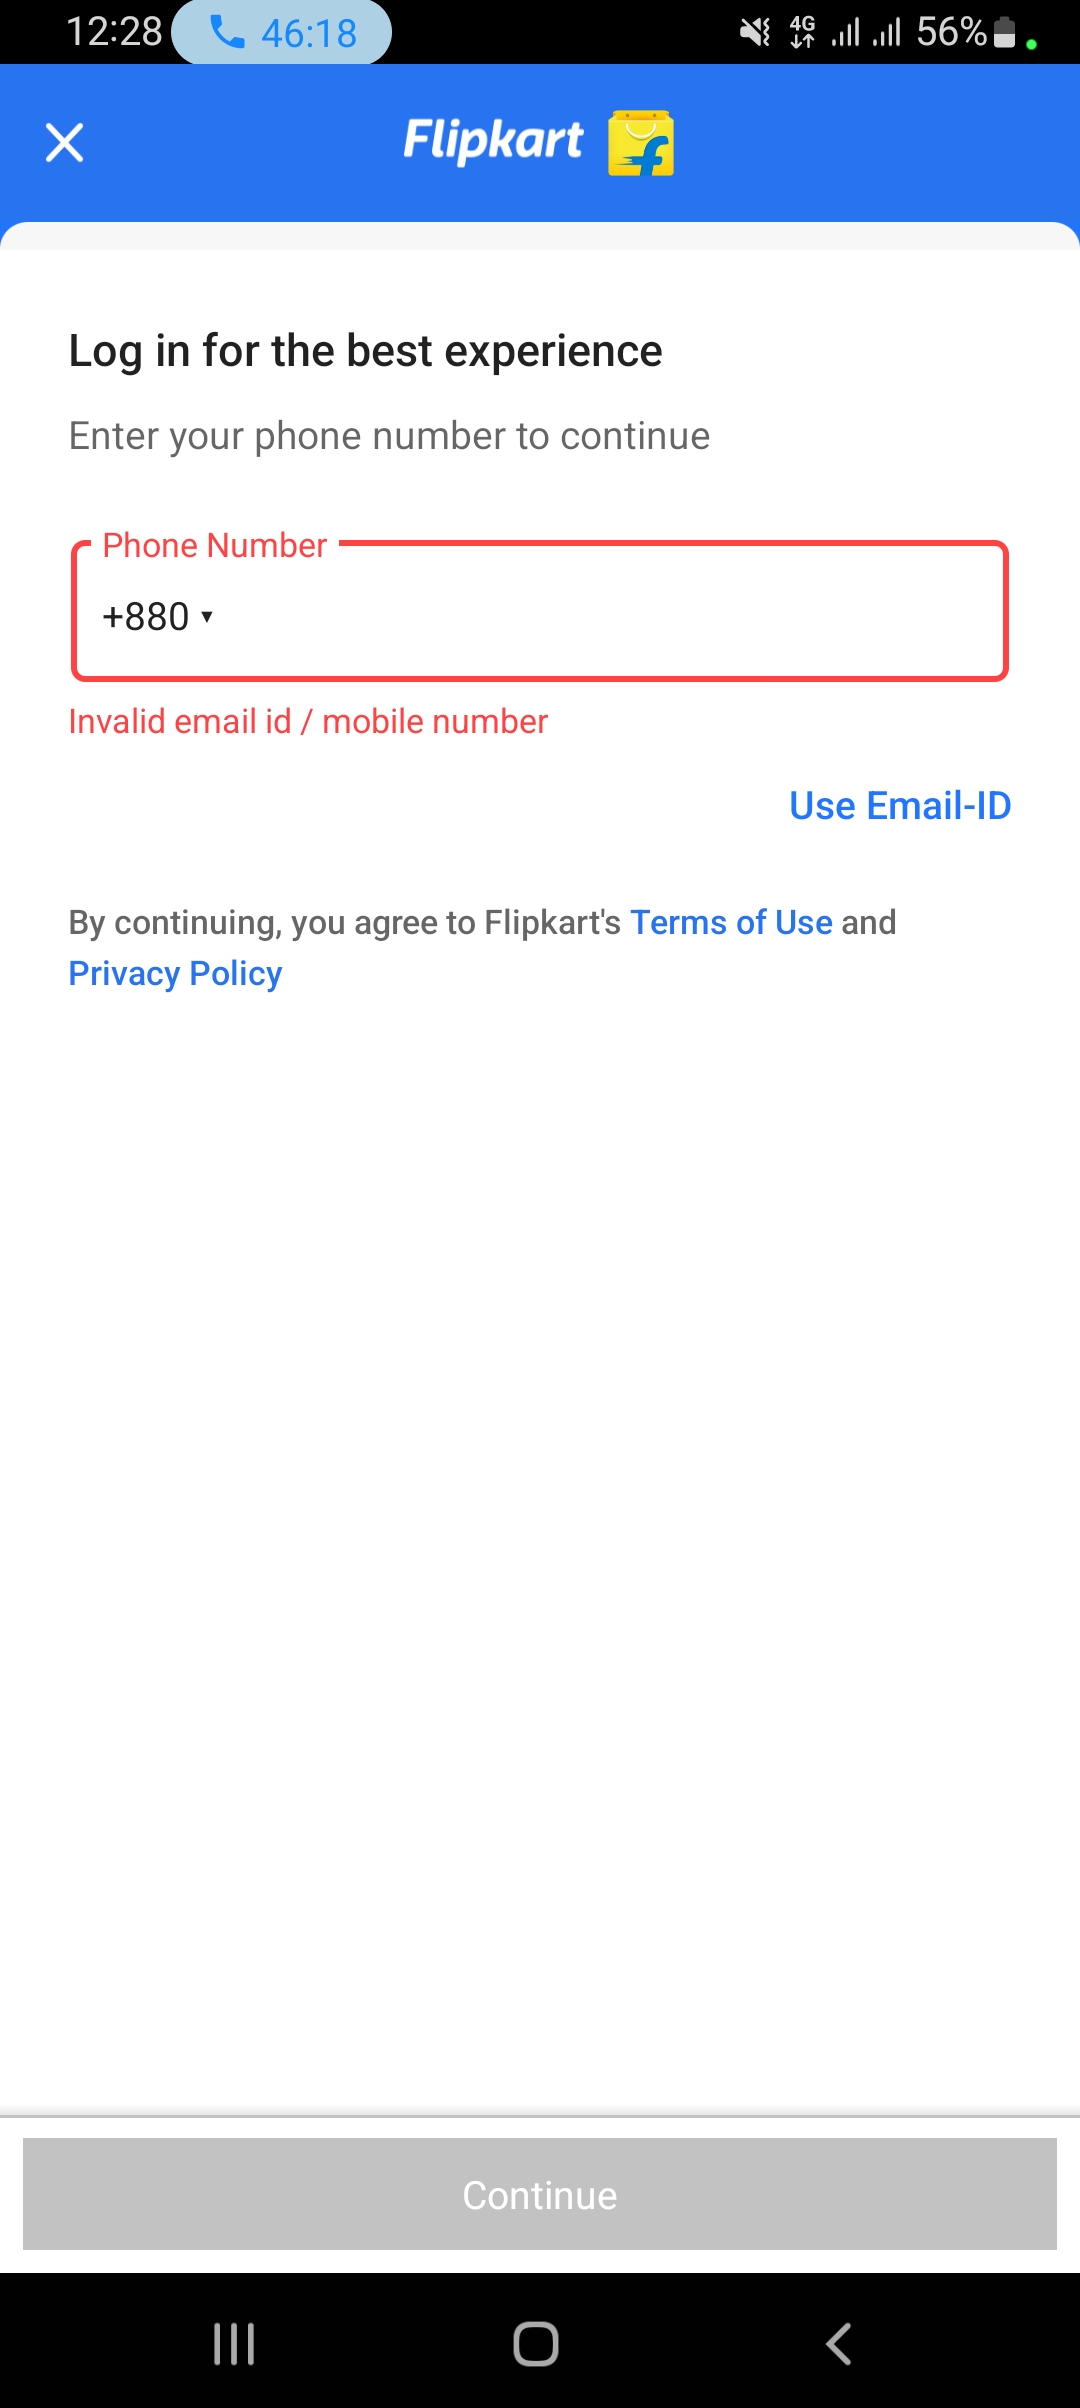 12:28 46:18 4G 56%
Flipkart
Log in for the best experience
Enter your phone number to continue
Phone Number
+880
Invalid email id / mobile number
Use Email-ID
By continuing, you agree to Flipkart's Terms of Use and
Privacy Policy
Continue